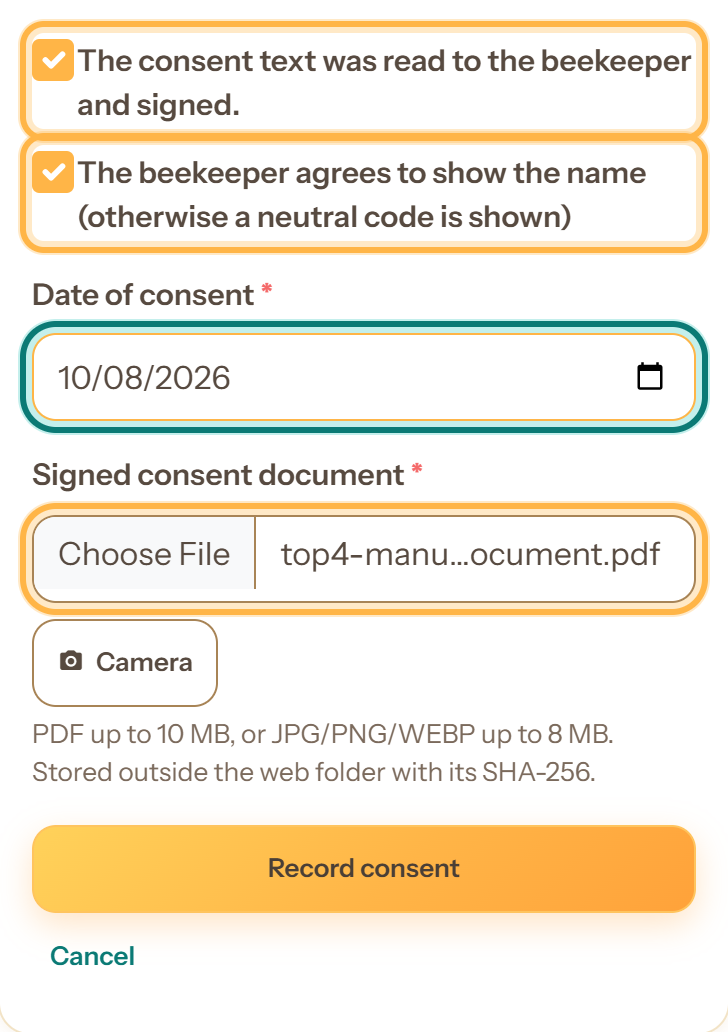 The consent text was read to the beekeeper
and signed.
The beekeeper agrees to show the name
(otherwise a neutral code is shown)
Date of consent *
10/08/2026
Signed consent document *
Choose File top4-manu...ocument.pdf
Camera
PDF up to 10 MB, or JPG/PNG/WEBP up to 8 MB.
Stored outside the web folder with its SHA-256.
Record consent
Cancel